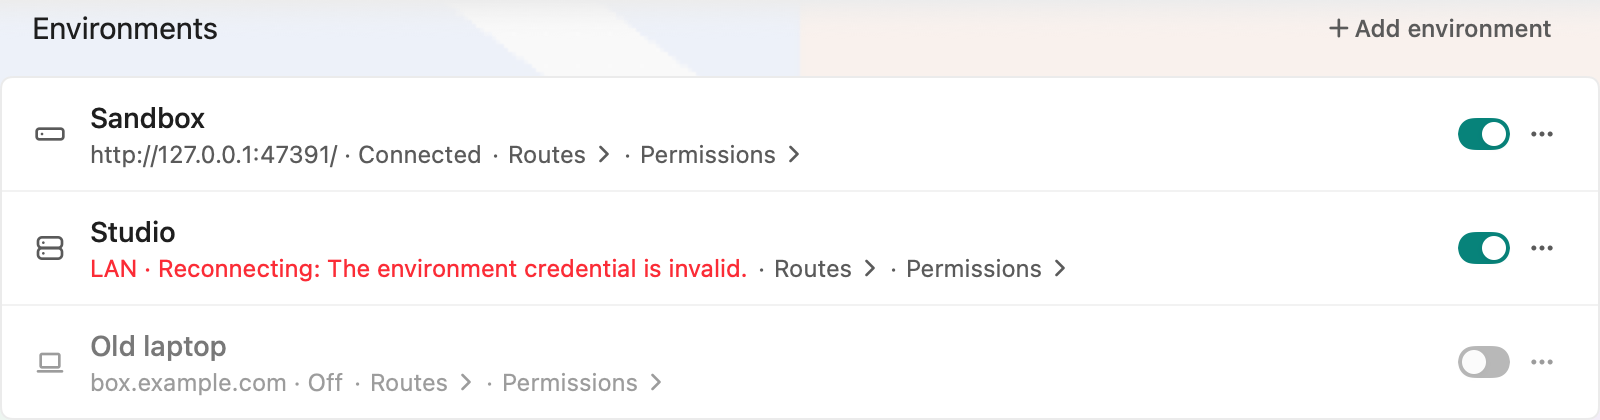 Environments
+ Add environment
Sandbox
http://127.0.0.1:47391/ · Connected · Routes > · Permissions >
Studio
LAN · Reconnecting: The environment credential is invalid. · Routes > · Permissions >
Old laptop
box.example.com · Off · Routes > · Permissions >